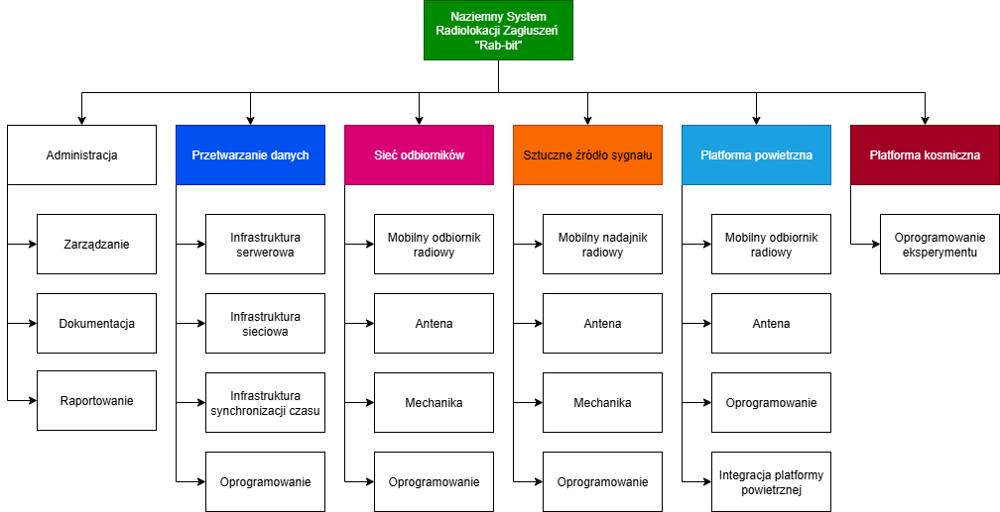 Naziemny System
Radiolokacji Zagłuszeń
"Rab-bit"
Administracja
Przetwarzanie danych
Sieć odbiorników
Sztuczne źródło sygnału
Platforma powietrzna
Platforma kosmiczna
Zarządzanie
Infrastruktura
serwerowa
Mobilny odbiornik
radiowy
Mobilny nadajnik
radiowy
Mobilny odbiornik
radiowy
Oprogramowanie
eksperymentu
Dokumentacja
Infrastruktura
sieciowa
Antena
Antena
Antena
Raportowanie
Infrastruktura
synchronizacji czasu
Mechanika
Mechanika
Oprogramowanie
Oprogramowanie
Oprogramowanie
Oprogramowanie
Integracja platformy
powietrznej